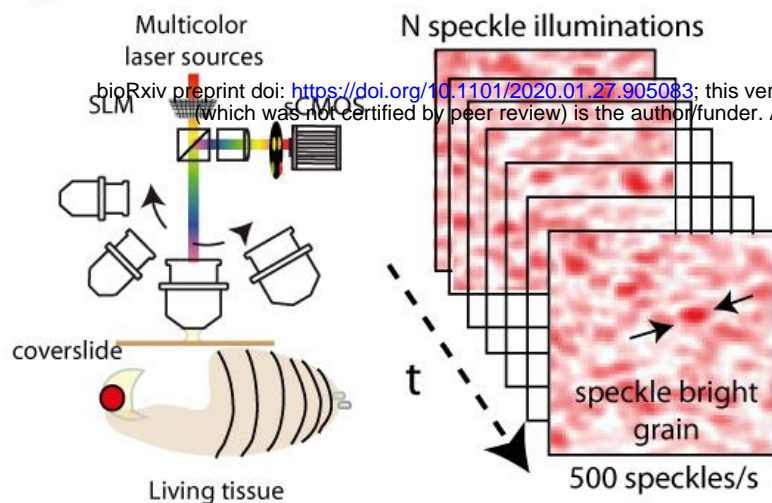 Multicolor
laser sources
N speckle illuminations
bioRxiv preprint doi: https://doi.org/10.1101/2020.01.27.905083; this ver
(which was not certified by peer review) is the author/funder. A
SLM
sCMOS
coverslide
t
speckle bright
grain
Living tissue
500 speckles/s